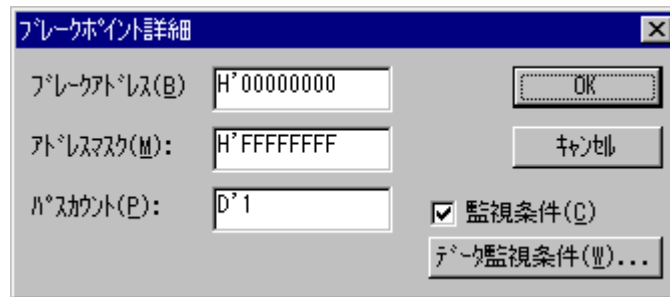 ﾌﾞﾚｰｸﾎﾟｲﾝﾄ詳細
ﾌﾞﾚｰｸｱﾄﾞﾚｽ(B) H'00000000 OK
ｱﾄﾞﾚｽﾏｽｸ(M): H'FFFFFFFF ｷｬﾝｾﾙ
ﾊﾟｽｶｳﾝﾄ(P): D'1 監視条件(C)
ﾃﾞｰﾀ監視条件(W)...